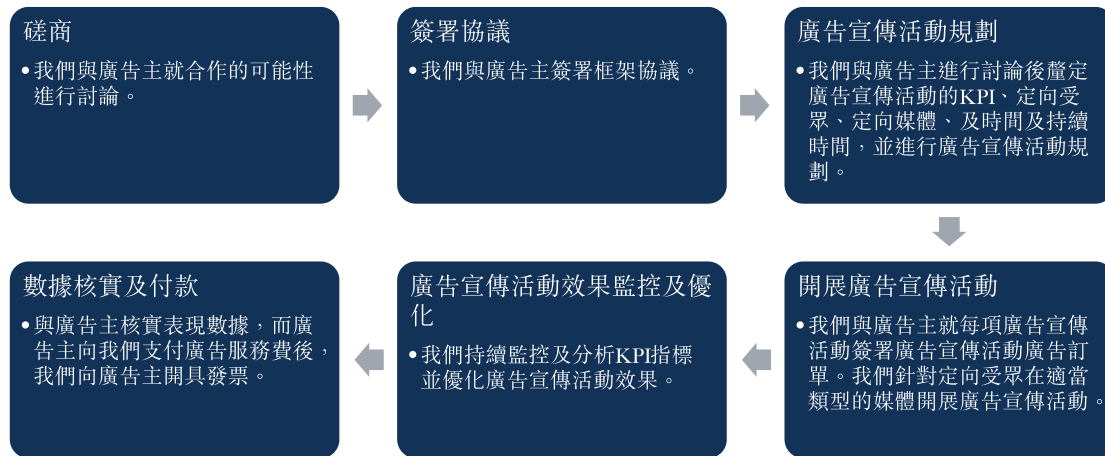 磋商
•我們與廣告主就合作的可能性
進行討論。
簽署協議
•我們與廣告主簽署框架協議。
廣告宣傳活動規劃
•我們與廣告主進行討論後釐定
廣告宣傳活動的KPI、定向受
眾、定向媒體、及時間及持續
時間，並進行廣告宣傳活動規
劃。
開展廣告宣傳活動
•我們與廣告主就每項廣告宣傳
活動簽署廣告宣傳活動廣告訂
單。我們針對定向受眾在適當
類型的媒體開展廣告宣傳活動。
廣告宣傳活動效果監控及優
化
•我們持續監控及分析KPI指標
並優化廣告宣傳活動效果。
數據核實及付款
•與廣告主核實表現數據，而廣
告主向我們支付廣告服務費後，
我們向廣告主開具發票。